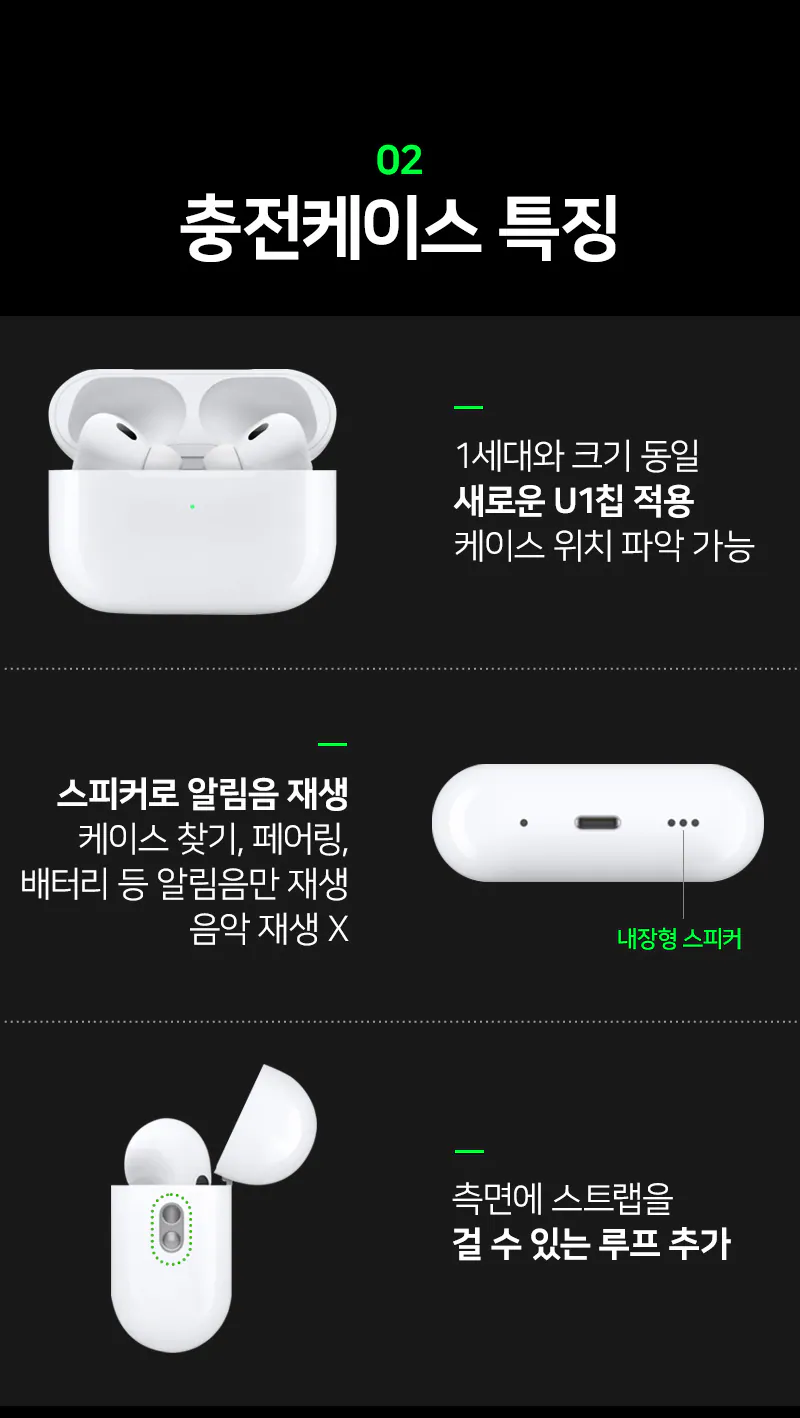 02
충전케이스 특징
1세대와 크기 동일
새로운 U1칩 적용
케이스 위치 파악 가능
스피커로 알림음 재생
케이스 찾기, 페어링,
배터리 등 알림음만 재생
음악 재생 X
내장형 스피커
측면에 스트랩을
걸 수 있는 루프 추가